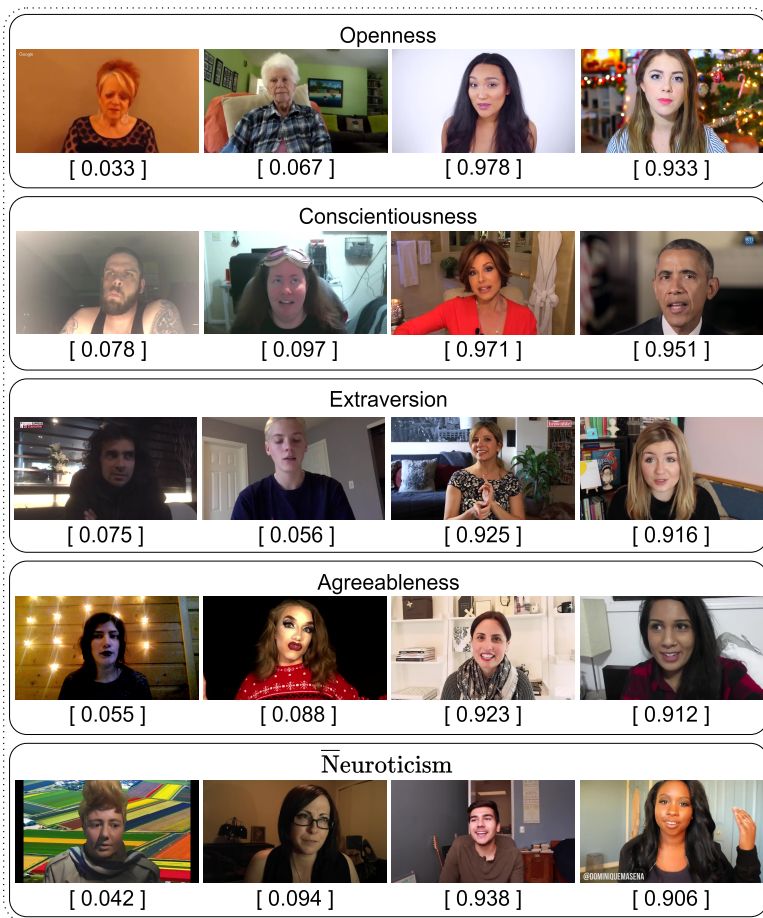 Openness
Google
[ 0.033 ] [ 0.067 ] [ 0.978 ] [ 0.933 ]
Conscientiousness
[ 0.078 ] [ 0.097 ] [ 0.971 ] [ 0.951 ]
Extraversion
[ 0.075 ] [ 0.056 ] [ 0.925 ] [ 0.916 ]
Agreeableness
[ 0.055 ] [ 0.088 ] [ 0.923 ] [ 0.912 ]
N̅euroticism
@DOMINIQUEMASENA
[ 0.042 ] [ 0.094 ] [ 0.938 ] [ 0.906 ]